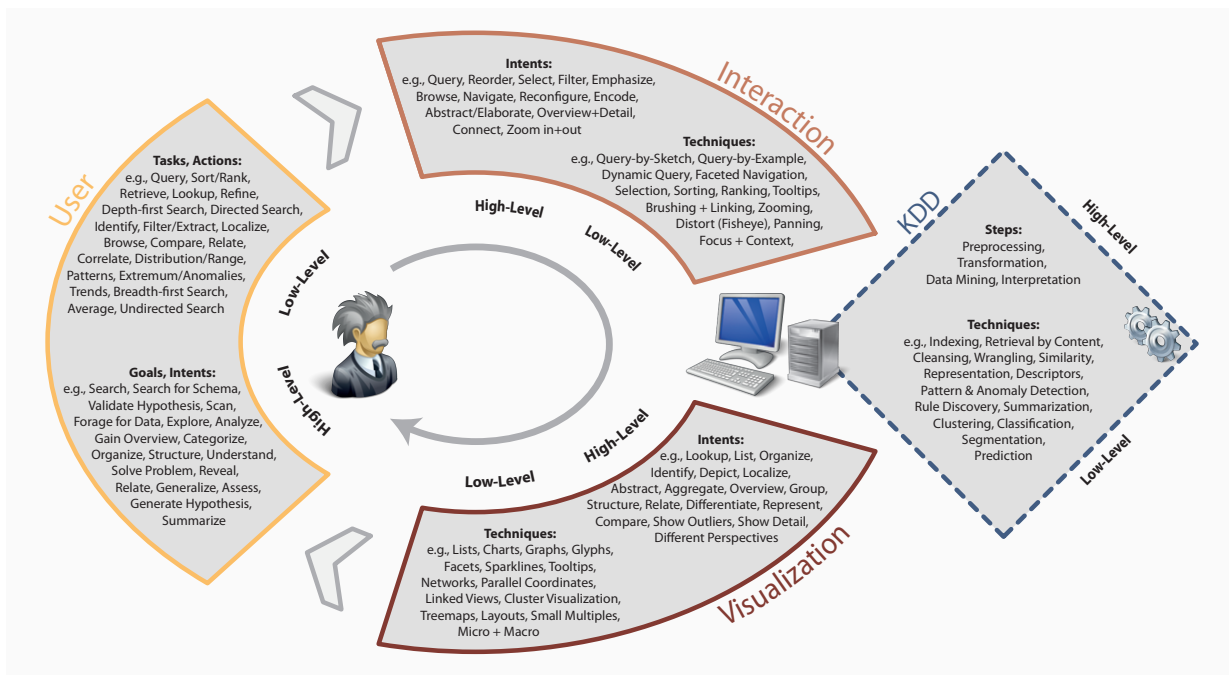 Interaction
Intents:
e.g., Query, Reorder, Select, Filter, Emphasize,
Browse, Navigate, Reconfigure, Encode,
Abstract/Elaborate, Overview+Detail,
Connect, Zoom in+out
Techniques:
e.g., Query-by-Sketch, Query-by-Example,
Dynamic Query, Faceted Navigation,
Selection, Sorting, Ranking, Tooltips,
Brushing + Linking, Zooming,
Distort (Fisheye), Panning,
Focus + Context,
High-Level
Low-Level
User
Tasks, Actions:
e.g., Query, Sort/Rank,
Retrieve, Lookup, Refine,
Depth-first Search, Directed Search,
Identify, Filter/Extract, Localize,
Browse, Compare, Relate,
Correlate, Distribution/Range,
Patterns, Extremum/Anomalies,
Trends, Breadth-first Search,
Average, Undirected Search
Goals, Intents:
e.g., Search, Search for Schema,
Validate Hypothesis, Scan,
Forage for Data, Explore, Analyze,
Gain Overview, Categorize,
Organize, Structure, Understand,
Solve Problem, Reveal,
Relate, Generalize, Assess,
Generate Hypothesis,
Summarize
Low-Level
High-Level
KDD
High-Level
Steps:
Preprocessing,
Transformation,
Data Mining, Interpretation
Techniques:
e.g., Indexing, Retrieval by Content,
Cleansing, Wrangling, Similarity,
Representation, Descriptors,
Pattern & Anomaly Detection,
Rule Discovery, Summarization,
Clustering, Classification,
Segmentation,
Prediction
Low-Level
High-Level
Low-Level
Intents:
e.g., Lookup, List, Organize
Identify, Depict, Localize,
Abstract, Aggregate, Overview, Group,
Structure, Relate, Differentiate, Represent,
Compare, Show Outliers, Show Detail,
Different Perspectives
Techniques:
e.g., Lists, Charts, Graphs, Glyphs,
Facets, Sparklines, Tooltips,
Networks, Parallel Coordinates,
Linked Views, Cluster Visualization,
Treemaps, Layouts, Small Multiples,
Micro + Macro
Visualization